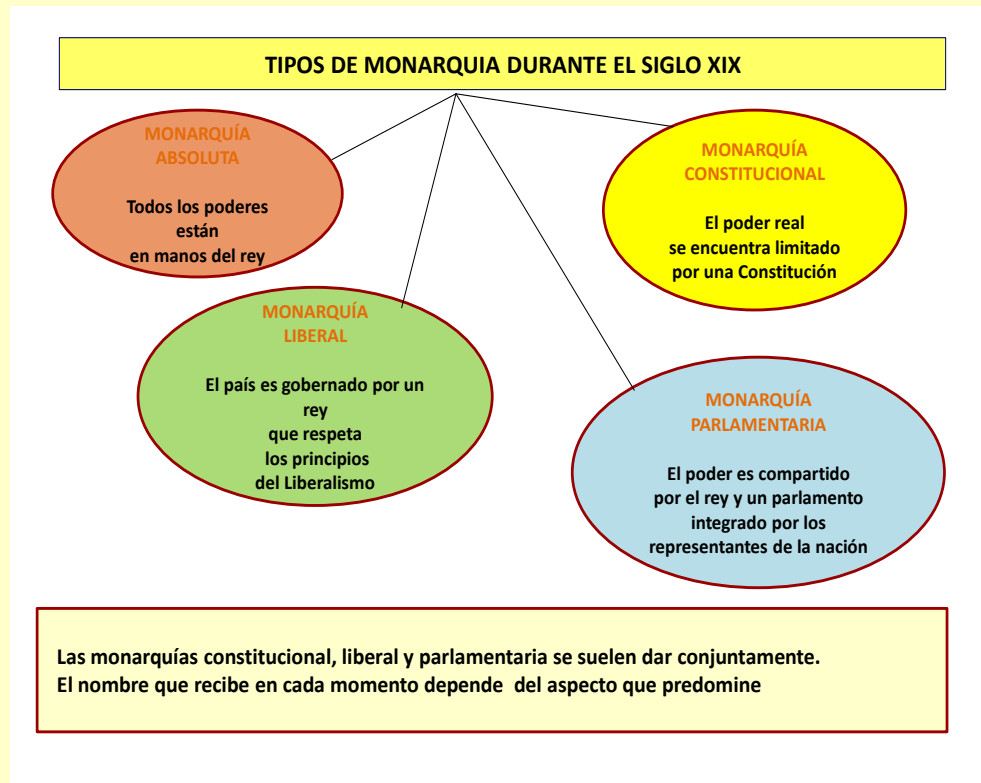 TIPOS DE MONARQUIA DURANTE EL SIGLO XIX
MONARQUÍA
ABSOLUTA
Todos los poderes
están
en manos del rey
MONARQUÍA
CONSTITUCIONAL
El poder real
se encuentra limitado
por una Constitución
MONARQUÍA
LIBERAL
El país es gobernado por un
rey
que respeta
los principios
del Liberalismo
MONARQUÍA
PARLAMENTARIA
El poder es compartido
por el rey y un parlamento
integrado por los
representantes de la nación
Las monarquías constitucional, liberal y parlamentaria se suelen dar conjuntamente.
El nombre que recibe en cada momento depende  del aspecto que predomine